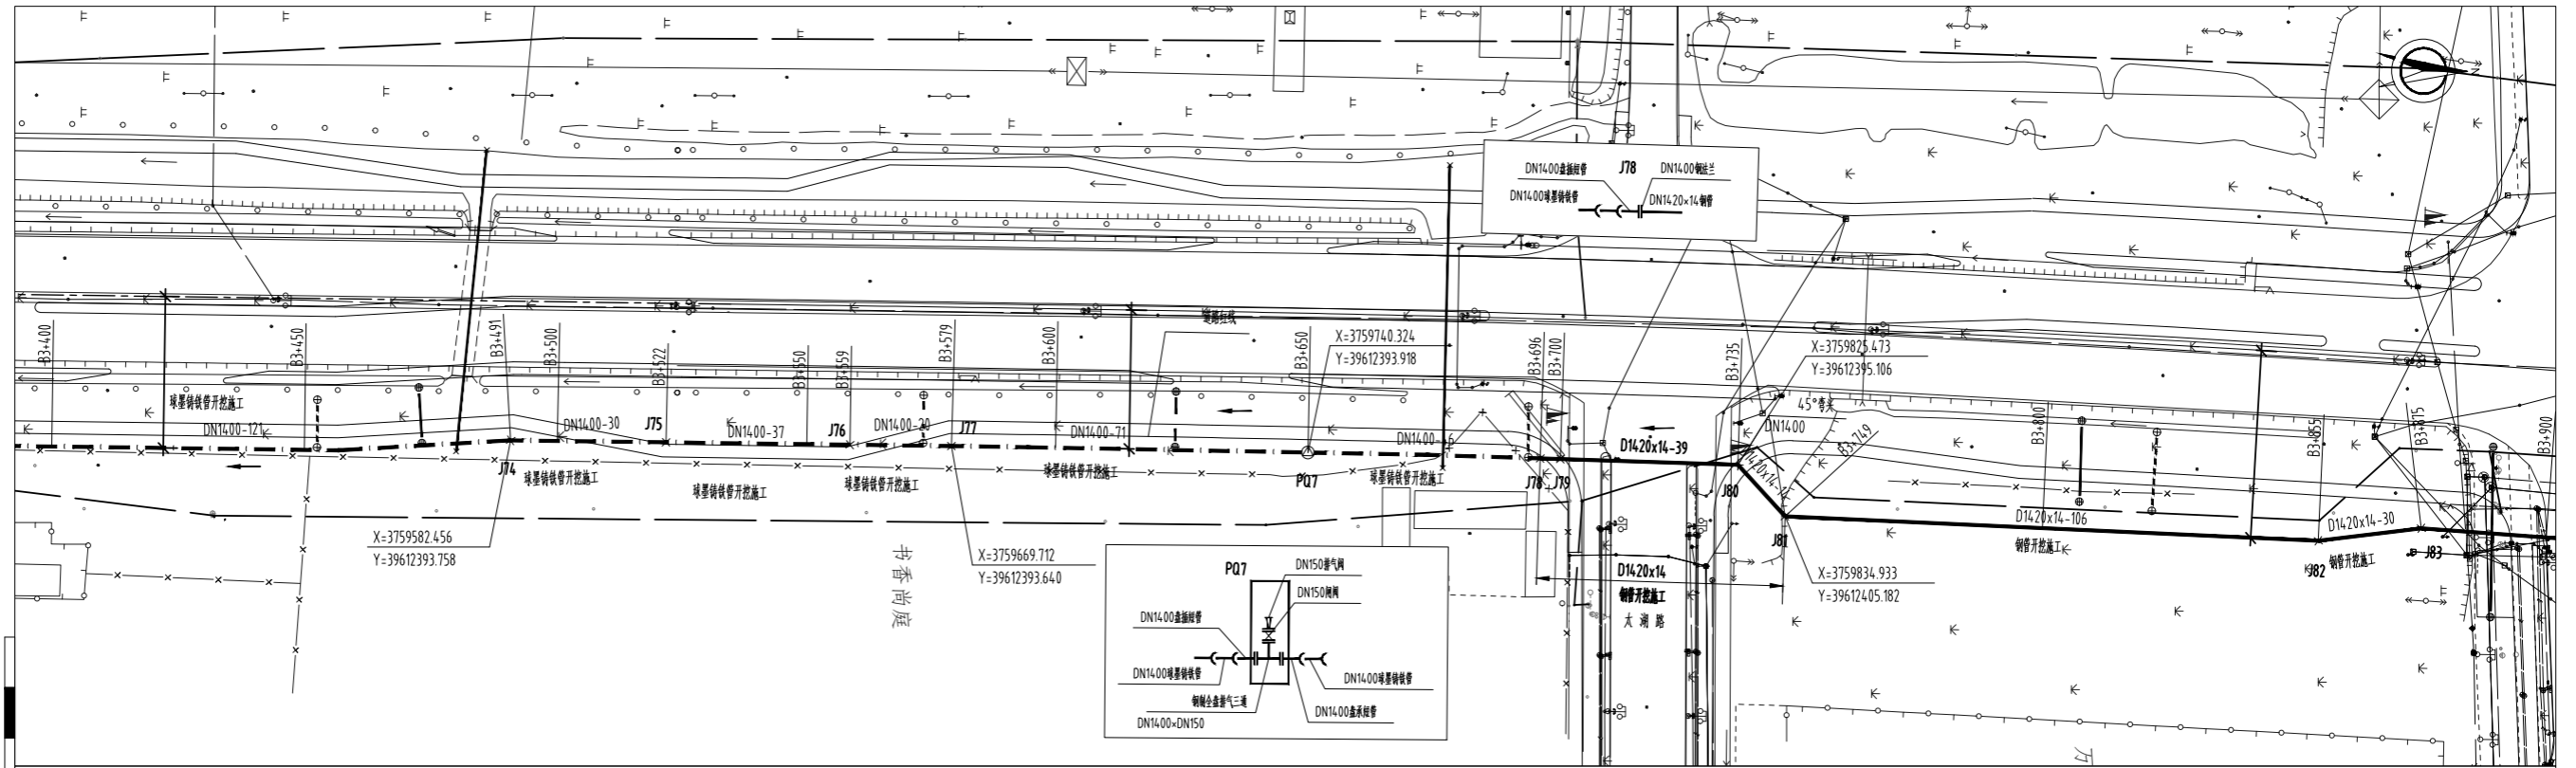 J78
DN1400盘插短管
DN1400钢法兰
DN1400球墨铸铁管
DN1420×14钢管
道路红线
B3+400
B3+450
B3+491
B3+500
B3+522
B3+550
B3+559
B3+579
B3+600
B3+650
B3+696
B3+700
B3+735
B3+749
B3+800
B3+855
B3+875
B3+900
X=3759740.324
Y=39612393.918
X=3759825.473
Y=39612395.106
球墨铸铁管开挖施工
DN1400-121
DN1400-30
J75
DN1400-37
J76
DN1400-20
J77
DN1400-71
D1420x14-39
45°弯头
DN1400
J74
球墨铸铁管开挖施工
球墨铸铁管开挖施工
球墨铸铁管开挖施工
球墨铸铁管开挖施工
PQ7
球墨铸铁管开挖施工
J78
J79
J80
J81
D1420x14-106
钢管开挖施工
D1420x14-30
钢管开挖施工
J82
J83
X=3759582.456
Y=39612393.758
X=3759669.712
Y=39612393.640
书香尚庭
D1420x14
钢管开挖施工
太湖路
X=3759834.933
Y=39612405.182
PQ7
DN150排气阀
DN150闸阀
DN1400盘插短管
DN1400球墨铸铁管
DN1400球墨铸铁管
钢制全盘排气三通
DN1400×DN150
DN1400盘承短管
N